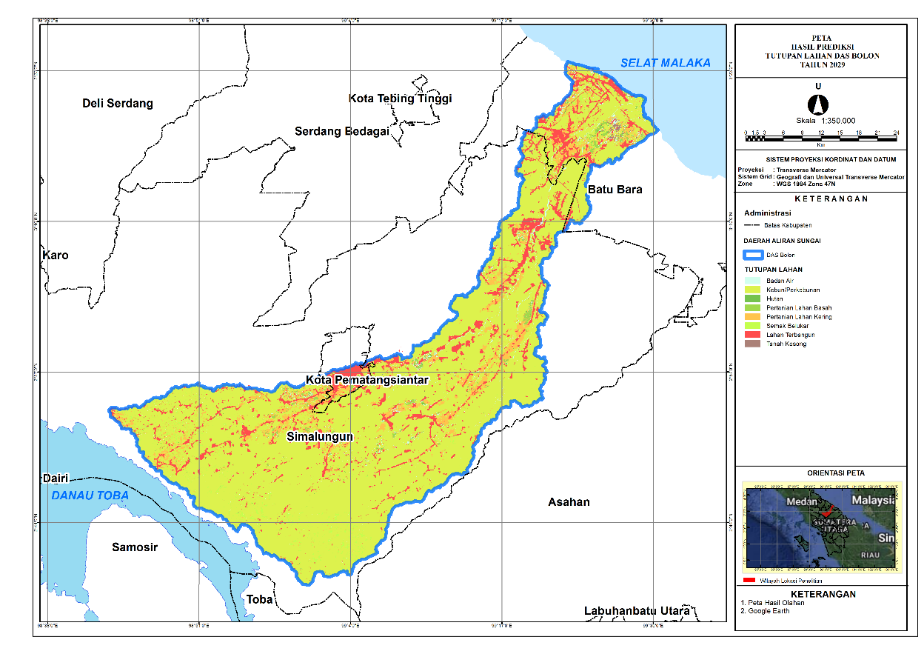 SELAT MALAKA
Deli Serdang
Kota Tebing Tinggi
Serdang Bedagai
Batu Bara
Karo
Kota Pematangsiantar
Simalungun
Dairi
DANAU TOBA
Asahan
Samosir
Toba
Labuhanbatu Utara
PETA
HASIL PREDIKSI
TUTUPAN LAHAN DAS BOLON
TAHUN 2029
U
Skala 1:350,000
Km
SISTEM PROYEKSI KORDINAT DAN DATUM
Proyeksi : Transverse Mercator
Sistem Grid : Geografi dan Universal Transverse Mercator
Zone : WGS 1984 Zone 47N
KETERANGAN
Administrasi
Batas Kabupaten
DAERAH ALIRAN SUNGAI
DAS Bolon
TUTUPAN LAHAN
Badan Air
Kebun/Perkebunan
Hutan
Pertanian Lahan Basah
Pertanian Lahan Kering
Semak Belukar
Lahan Terbangun
Tanah Kosong
ORIENTASI PETA
Medan
Malaysia
SUMATERA
UTARA
Sin
RIAU
Wilayah Lokasi Penelitian
KETERANGAN
1. Peta Hasil Olahan
2. Google Earth